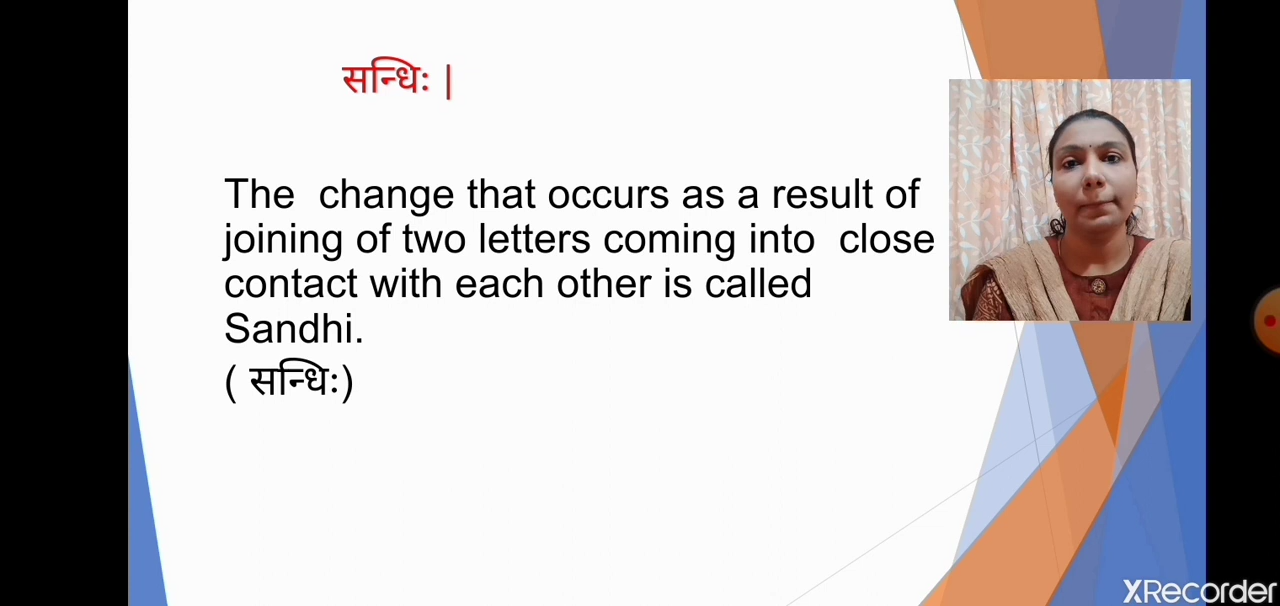 सन्धिः |
The change that occurs as a result of
joining of two letters coming into close
contact with each other is called
Sandhi.
( सन्धिः)
XRecorder